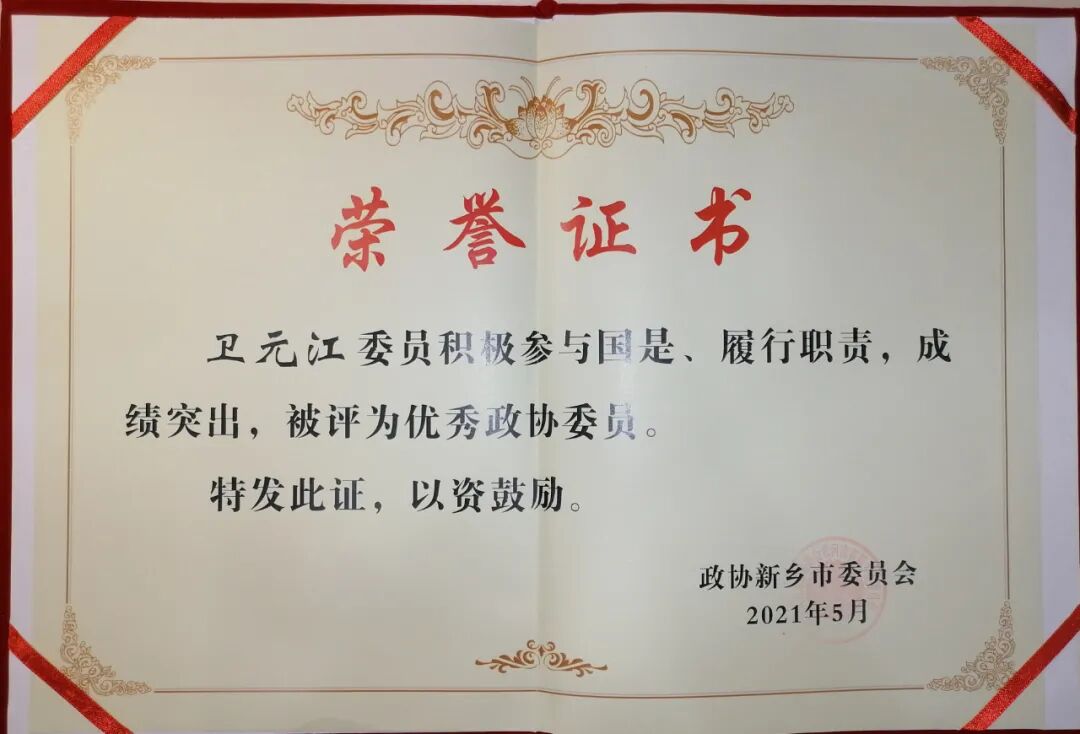 荣誉证书
卫元江委员积极参与国是、履行职责，成
绩突出，被评为优秀政协委员。
特发此证，以资鼓励。
政协新乡市委员会
2021年5月